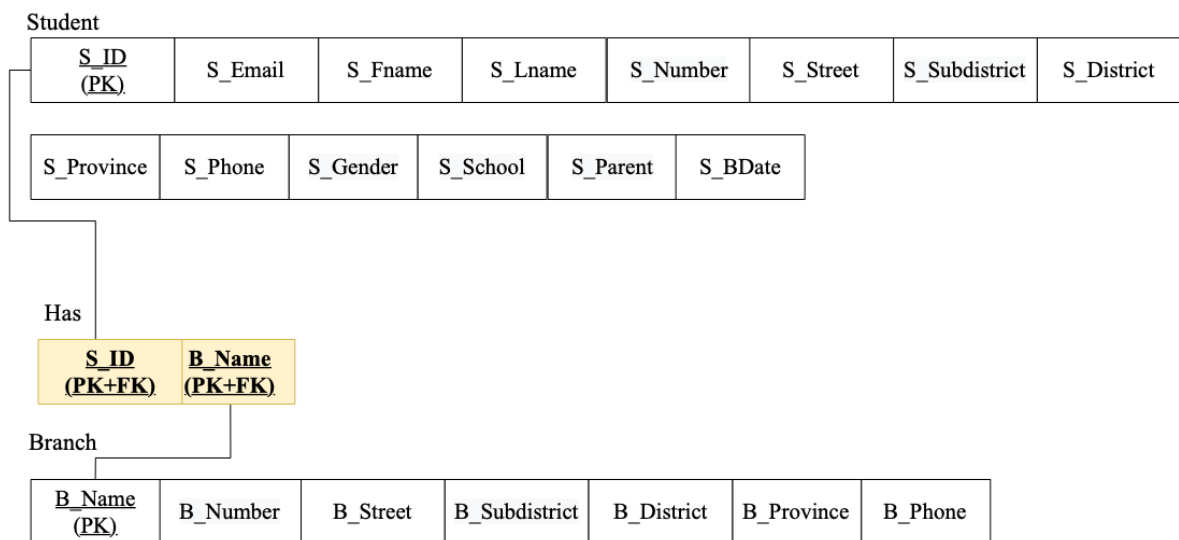 Student
S_ID S_Email S_Fname S_Lname S_Number S_Street S_Subdistrict S_District
(PK)
S_Province S_Phone S_Gender S_School S_Parent S_BDate
Has
S_ID B_Name
(PK+FK) (PK+FK)
Branch
B_Name B_Number B_Street B_Subdistrict B_District B_Province B_Phone
(PK)